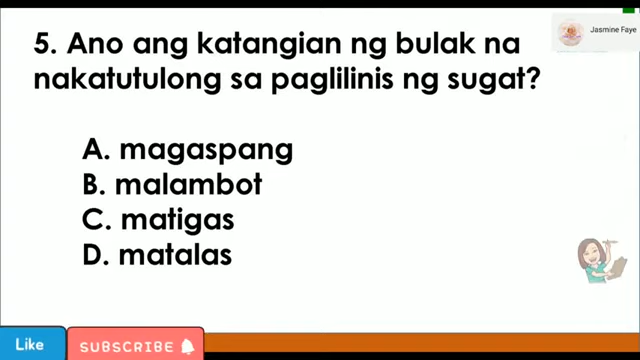 Jasmine Faye
5. Ano ang katangian ng bulak na
nakatutulong sa paglilinis ng sugat?
A. magaspang
B. malambot
C. matigas
D. matalas
Like
SUBSCRIBE